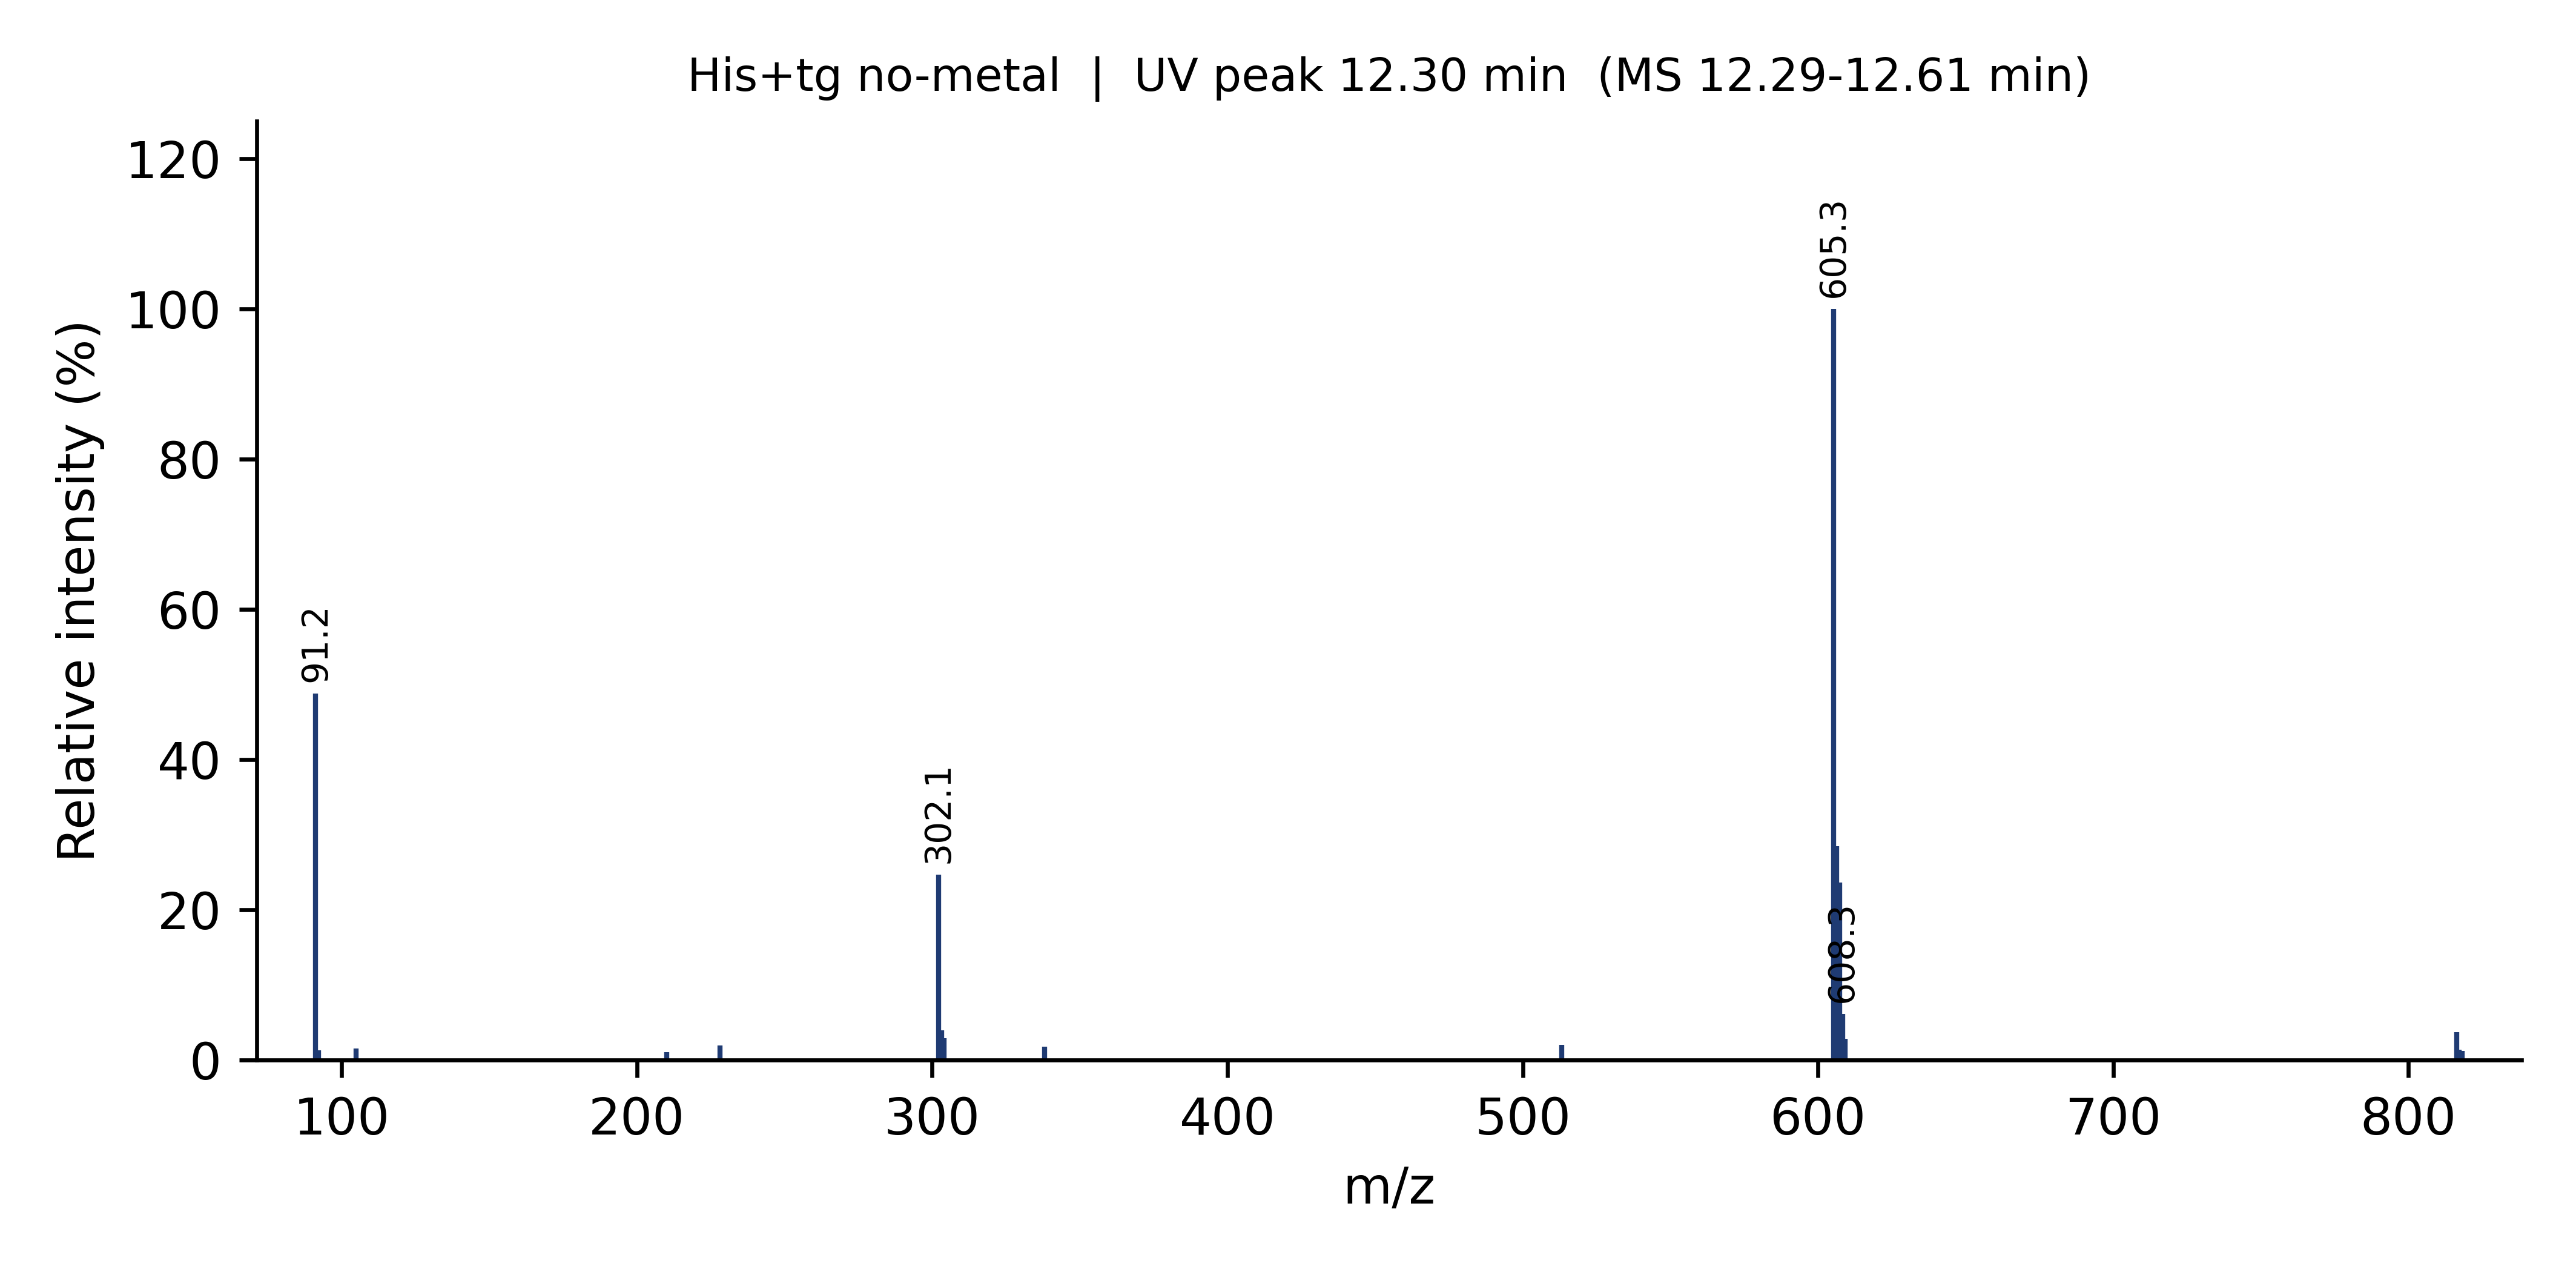 His+tg no-metal | UV peak 12.30 min (MS 12.29-12.61 min)
Relative intensity (%)
120
100
80
60
40
20
0
91.2
302.1
605.3
608.3
100 200 300 400 500 600 700 800
m/z